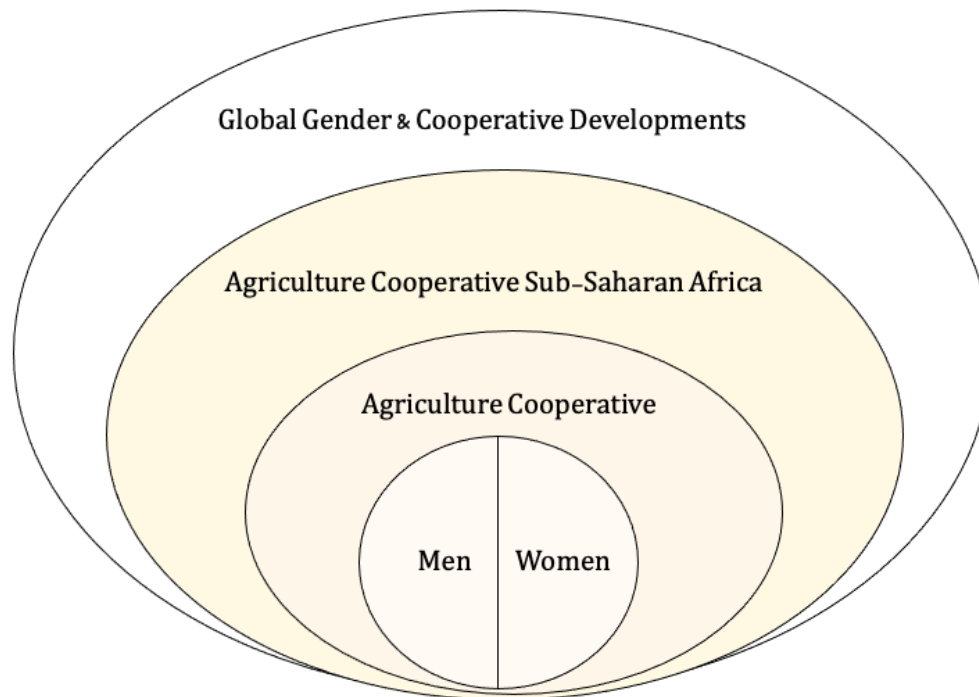 Global Gender & Cooperative Developments
Agriculture Cooperative Sub-Saharan Africa
Agriculture Cooperative
Men Women